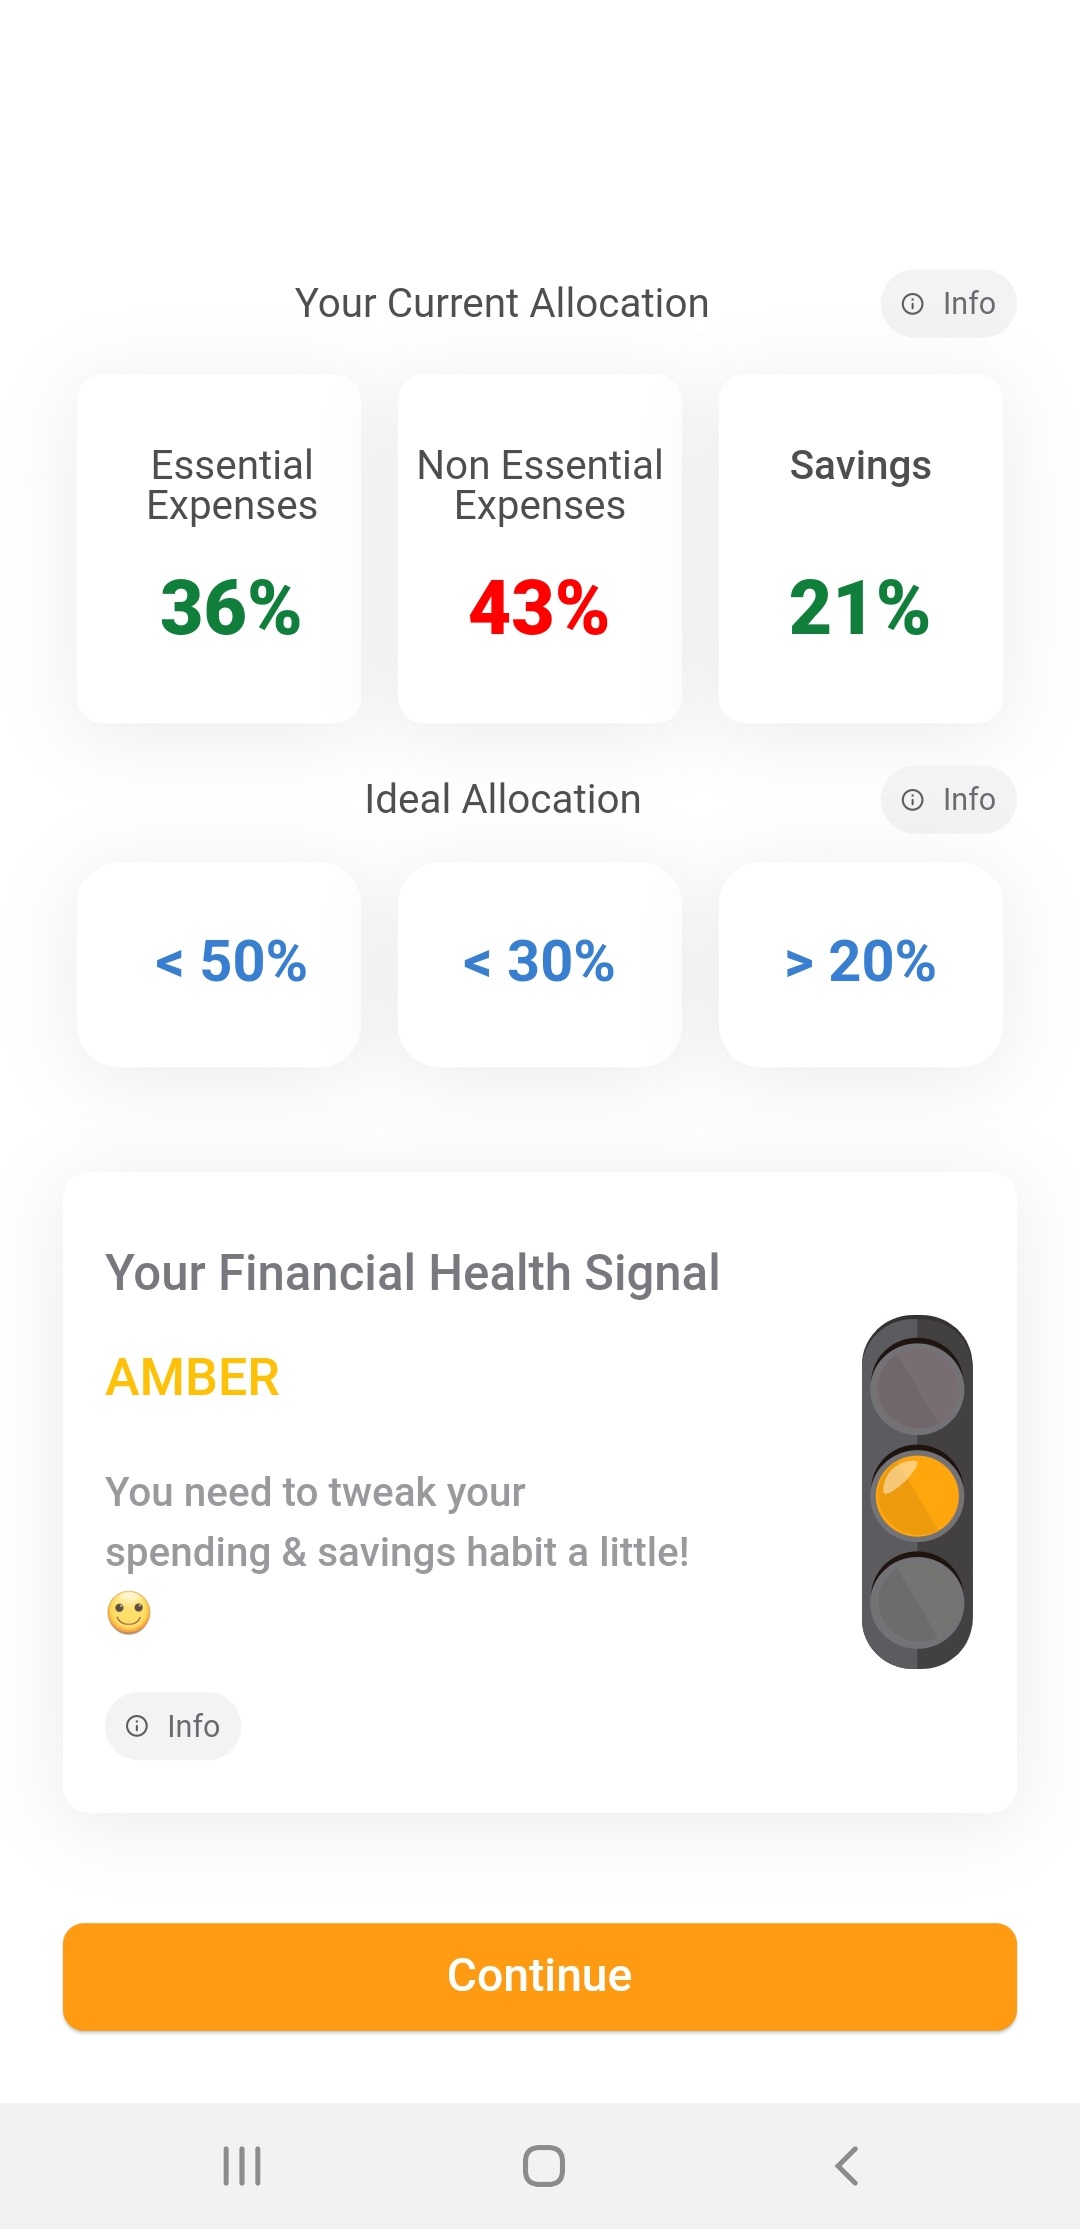 Your Current Allocation
Info
Essential
Expenses
36%
Non Essential
Expenses
43%
Savings
21%
Ideal Allocation
Info
< 50%
< 30%
> 20%
Your Financial Health Signal
AMBER
You need to tweak your
spending & savings habit a little!
🙂
Info
Continue